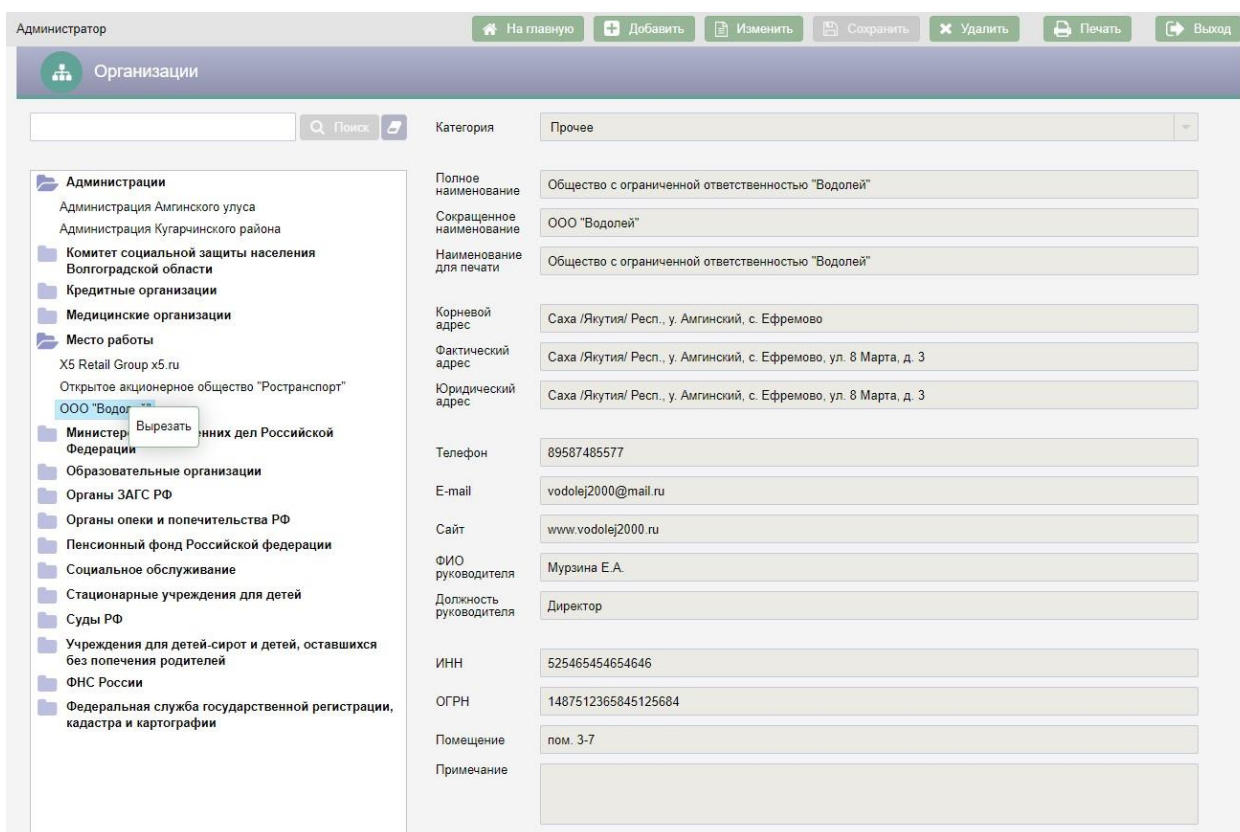 Администратор
На главную
Добавить
Изменить
Сохранить
Удалить
Печать
Выход
Организации
Поиск
Администрации
Администрация Амгинского улуса
Администрация Кугарчинского района
Комитет социальной защиты населения
Волгоградской области
Кредитные организации
Медицинские организации
Место работы
X5 Retail Group x5.ru
Открытое акционерное общество "Ространспорт"
ООО
Вырезать
Российской
Федерации
Образовательные организации
Органы ЗАГС РФ
Органы опеки и попечительства РФ
Пенсионный фонд Российской федерации
Социальное обслуживание
Стационарные учреждения для детей
Суды РФ
Учреждения для детей-сирот и детей, оставшихся
без попечения родителей
ФНС России
Федеральная служба государственной регистрации,
кадастра и картографии
Категория
Прочее
Полное
наименование
Общество с ограниченной ответственностью "Водолей"
Сокращенное
наименование
ООО "Водолей"
Наименование
для печати
Общество с ограниченной ответственностью "Водолей"
Корневой
адрес
Саха /Якутия/ Респ., у. Амгинский, с. Ефремово
Фактический
адрес
Саха /Якутия/ Респ., у. Амгинский, с. Ефремово, ул. 8 Марта, д. 3
Юридический
адрес
Саха /Якутия/ Респ., у. Амгинский, с. Ефремово, ул. 8 Марта, д. 3
Телефон
89587485577
E-mail
vodolej2000@mail.ru
Сайт
www.vodolej2000.ru
ФИО
руководителя
Мурзина Е.А.
Должность
руководителя
Директор
ИНН
525465454654646
ОГРН
1487512365845125684
Помещение
пом. 3-7
Примечание